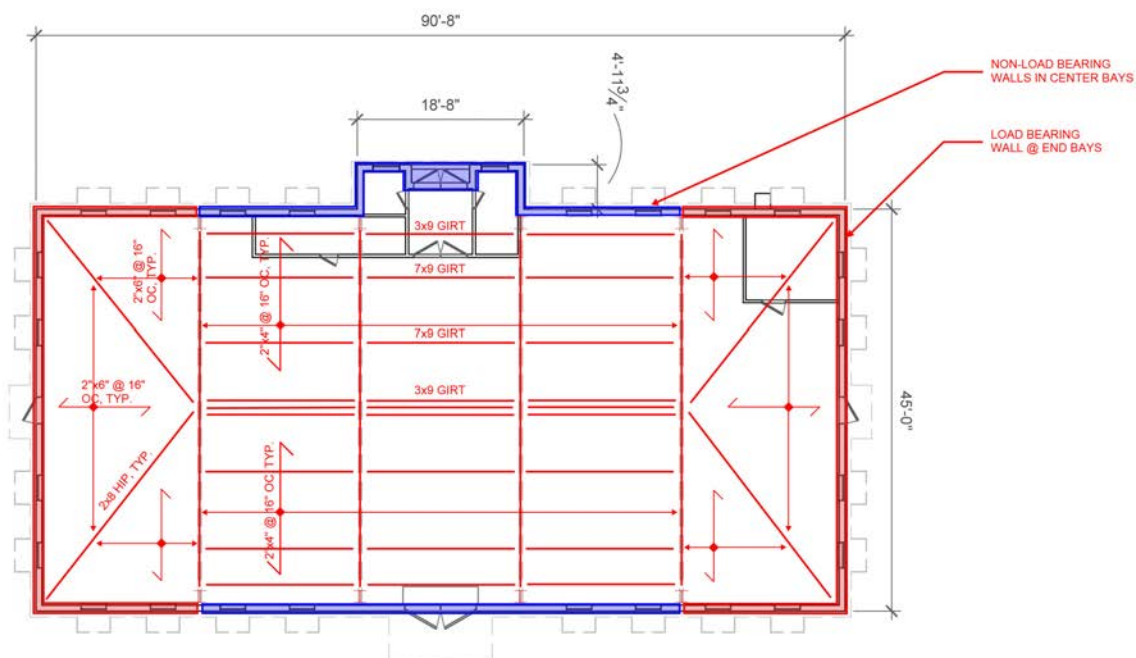 90'-8"
4'-11 3/4"
NON-LOAD BEARING
WALLS IN CENTER BAYS
18'-8"
LOAD BEARING
WALL @ END BAYS
3x9 GIRT
2"x6" @ 16"
OC, TYP.
2"x4" @ 16" OC, TYP.
7x9 GIRT
7x9 GIRT
2"x6" @ 16"
OC, TYP.
3x9 GIRT
45'-0"
2x8 HIP, TYP.
2"x4" @ 16" OC, TYP.